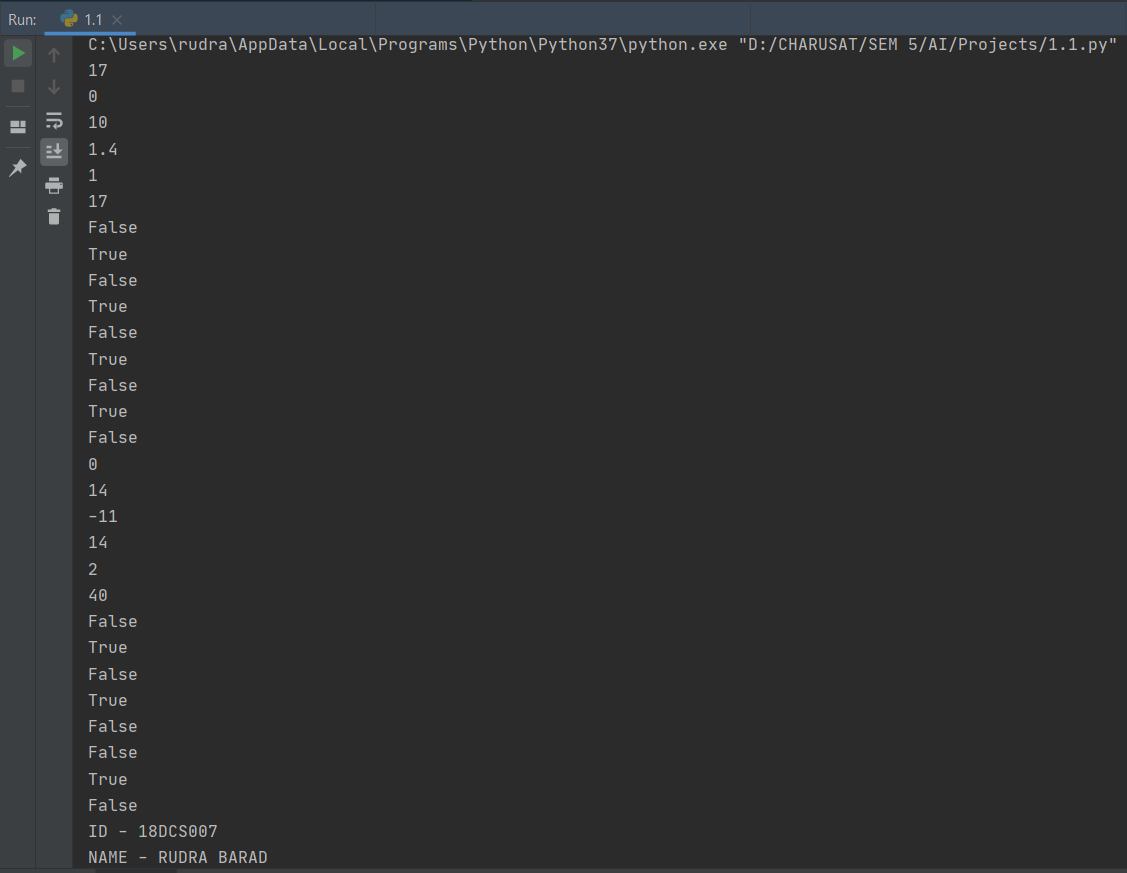 Run: 1.1
C:\Users\rudra\AppData\Local\Programs\Python\Python37\python.exe "D:/CHARUSAT/SEM 5/AI/Projects/1.1.py"
17
0
10
1.4
1
17
False
True
False
True
False
True
False
True
False
0
14
-11
14
2
40
False
True
False
True
False
False
True
False
ID - 18DCS007
NAME - RUDRA BARAD